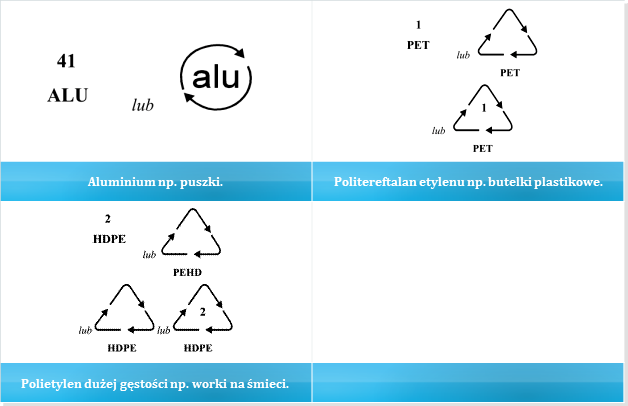 41
ALU
lub
alu
Aluminium np. puszki.
1
PET
lub
PET
1
lub
PET
Politereftalan etylenu np. butelki plastikowe.
2
HDPE
lub
PEHD
lub
HDPE
lub
2
HDPE
Polietylen dużej gęstości np. worki na śmieci.